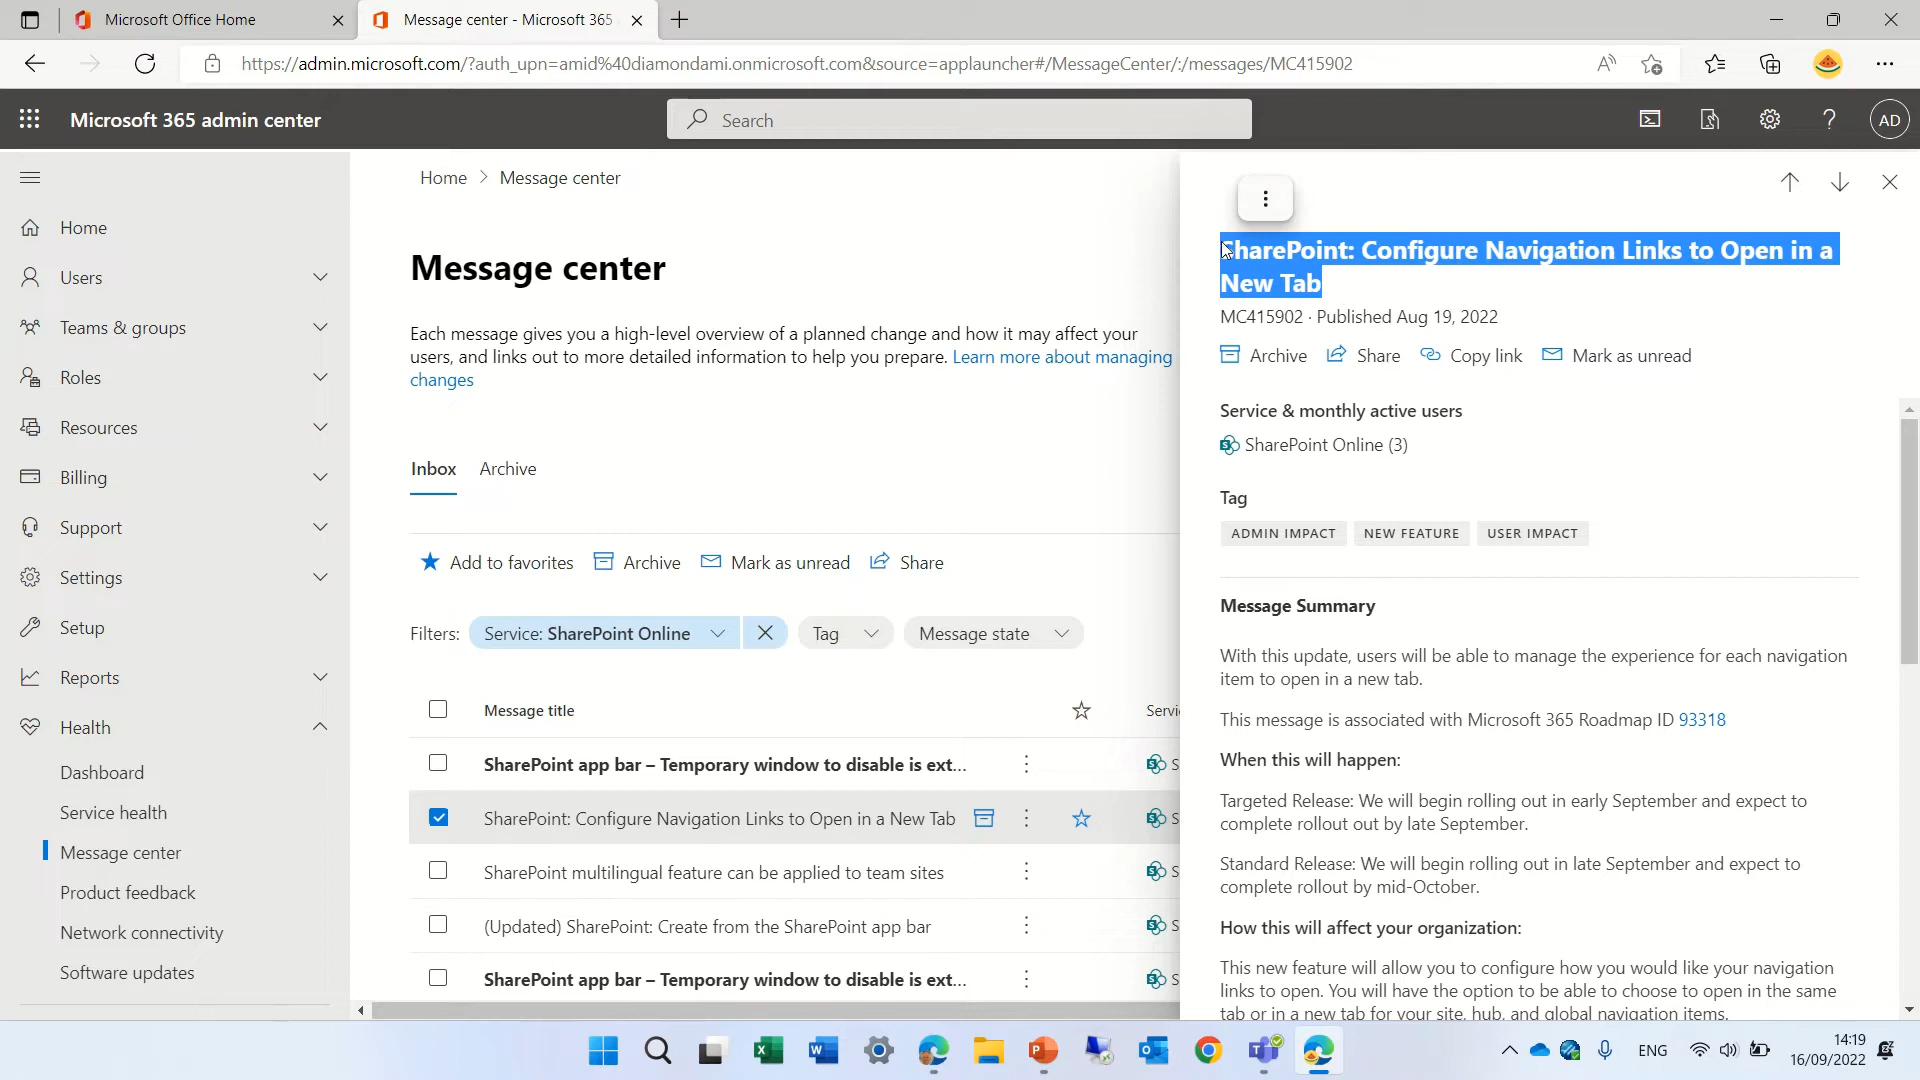 Microsoft Office Home
Message center - Microsoft 365
https://admin.microsoft.com/?auth_upn=amid%40diamondami.onmicrosoft.com&source=applauncher#/MessageCenter/:/messages/MC415902
Microsoft 365 admin center
Search
AD
Home
Users
Teams & groups
Roles
Resources
Billing
Support
Settings
Setup
Reports
Health
Dashboard
Service health
Message center
Product feedback
Network connectivity
Software updates
Home > Message center
Message center
Each message gives you a high-level overview of a planned change and how it may affect your
users, and links out to more detailed information to help you prepare. Learn more about managing
changes
Inbox Archive
Add to favorites Archive Mark as unread Share
Filters: Service: SharePoint Online Tag Message state
Message title Servi
SharePoint app bar – Temporary window to disable is ext... S
SharePoint: Configure Navigation Links to Open in a New Tab S
SharePoint multilingual feature can be applied to team sites S
(Updated) SharePoint: Create from the SharePoint app bar S
SharePoint app bar – Temporary window to disable is ext... S
SharePoint: Configure Navigation Links to Open in a
New Tab
MC415902 · Published Aug 19, 2022
Archive Share Copy link Mark as unread
Service & monthly active users
SharePoint Online (3)
Tag
ADMIN IMPACT NEW FEATURE USER IMPACT
Message Summary
With this update, users will be able to manage the experience for each navigation
item to open in a new tab.
This message is associated with Microsoft 365 Roadmap ID 93318
When this will happen:
Targeted Release: We will begin rolling out in early September and expect to
complete rollout out by late September.
Standard Release: We will begin rolling out in late September and expect to
complete rollout by mid-October.
How this will affect your organization:
This new feature will allow you to configure how you would like your navigation
links to open. You will have the option to be able to choose to open in the same
tab or in a new tab for your site, hub, and global navigation items.
ENG
14:19
16/09/2022